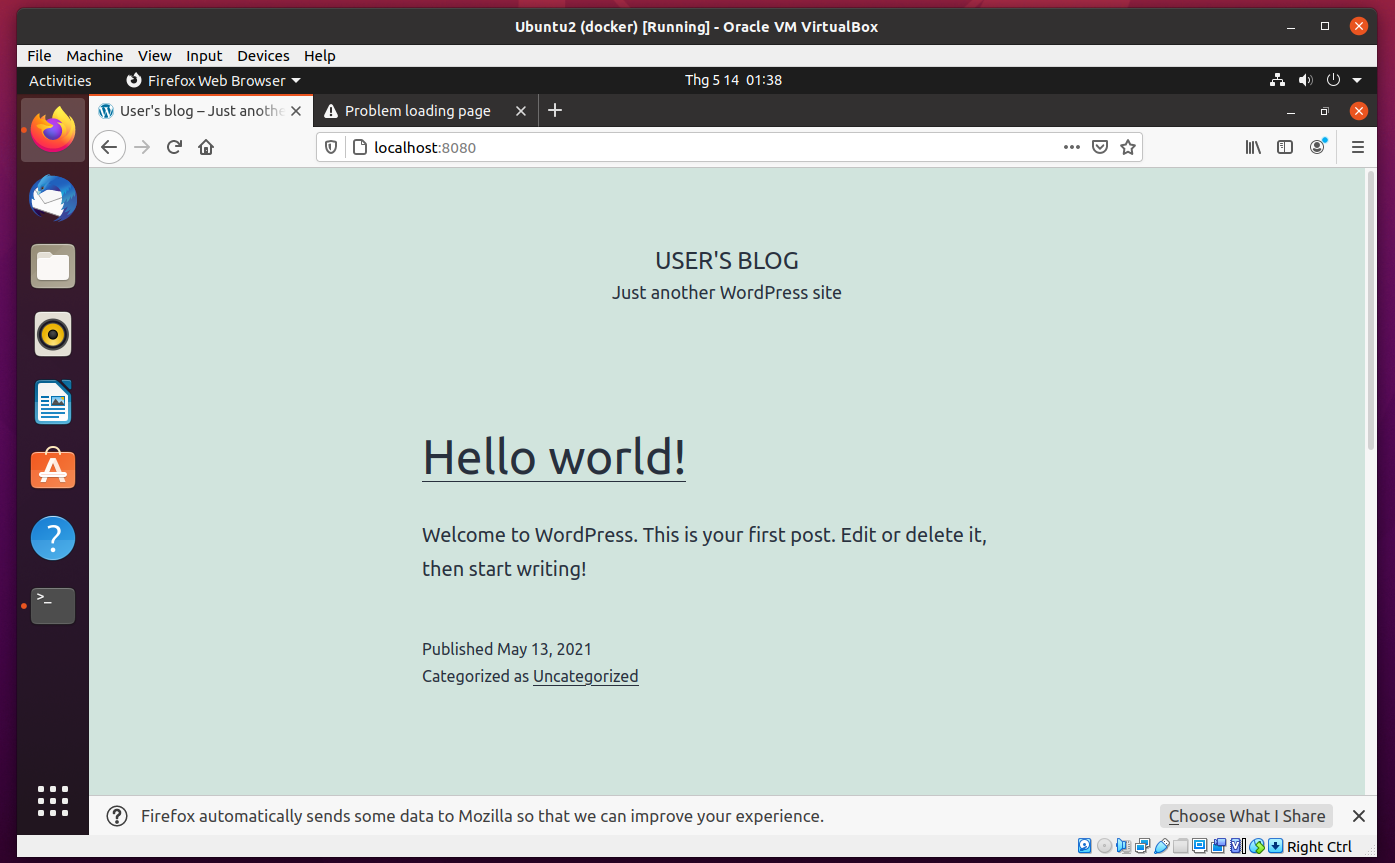 Ubuntu2 (docker) [Running] - Oracle VM VirtualBox
File Machine View Input Devices Help
Activities Firefox Web Browser Thg 5 14 01:38
User's blog – Just anothe Problem loading page
localhost:8080
USER'S BLOG
Just another WordPress site
Hello world!
Welcome to WordPress. This is your first post. Edit or delete it,
then start writing!
Published May 13, 2021
Categorized as Uncategorized
Firefox automatically sends some data to Mozilla so that we can improve your experience. Choose What I Share
Right Ctrl